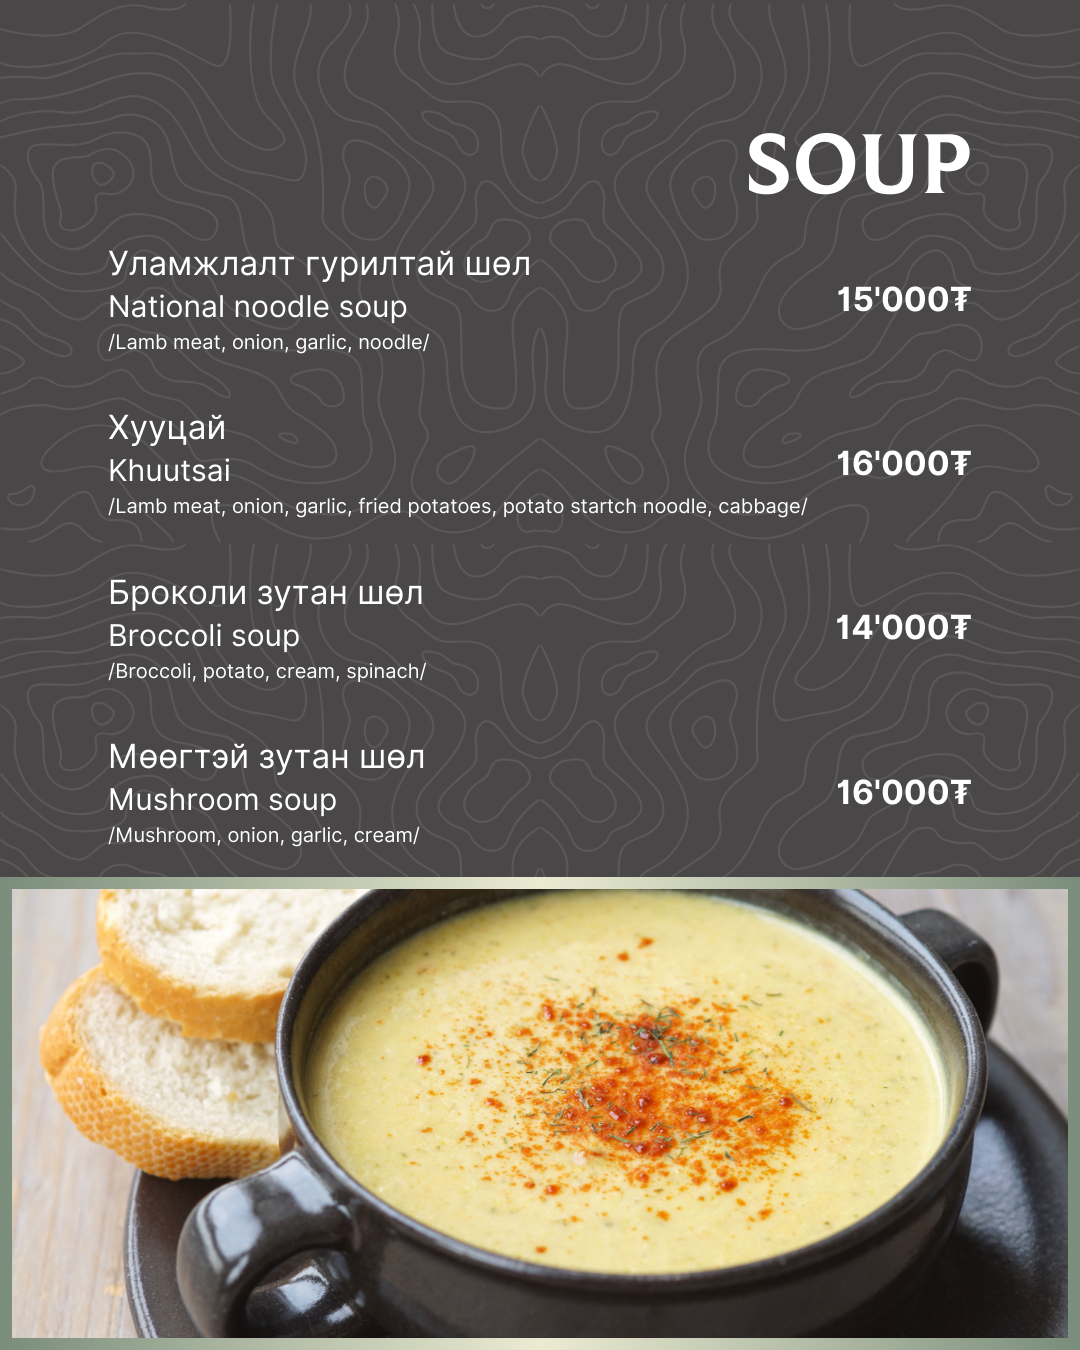 SOUP
Уламжлалт гурилтай шөл
National noodle soup
15'000₮
/Lamb meat, onion, garlic, noodle/
Хууцай
Khuutsai
16'000₮
/Lamb meat, onion, garlic, fried potatoes, potato startch noodle, cabbage/
Броколи зутан шөл
Broccoli soup
14'000₮
/Broccoli, potato, cream, spinach/
Мөөгтэй зутан шөл
Mushroom soup
16'000₮
/Mushroom, onion, garlic, cream/